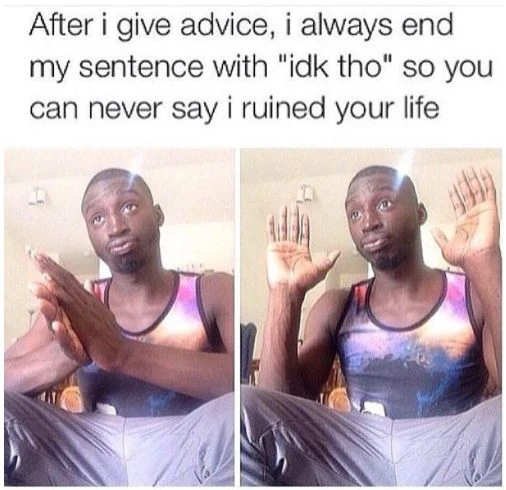 After i give advice, i always end
my sentence with "idk tho" so you
can never say i ruined your life